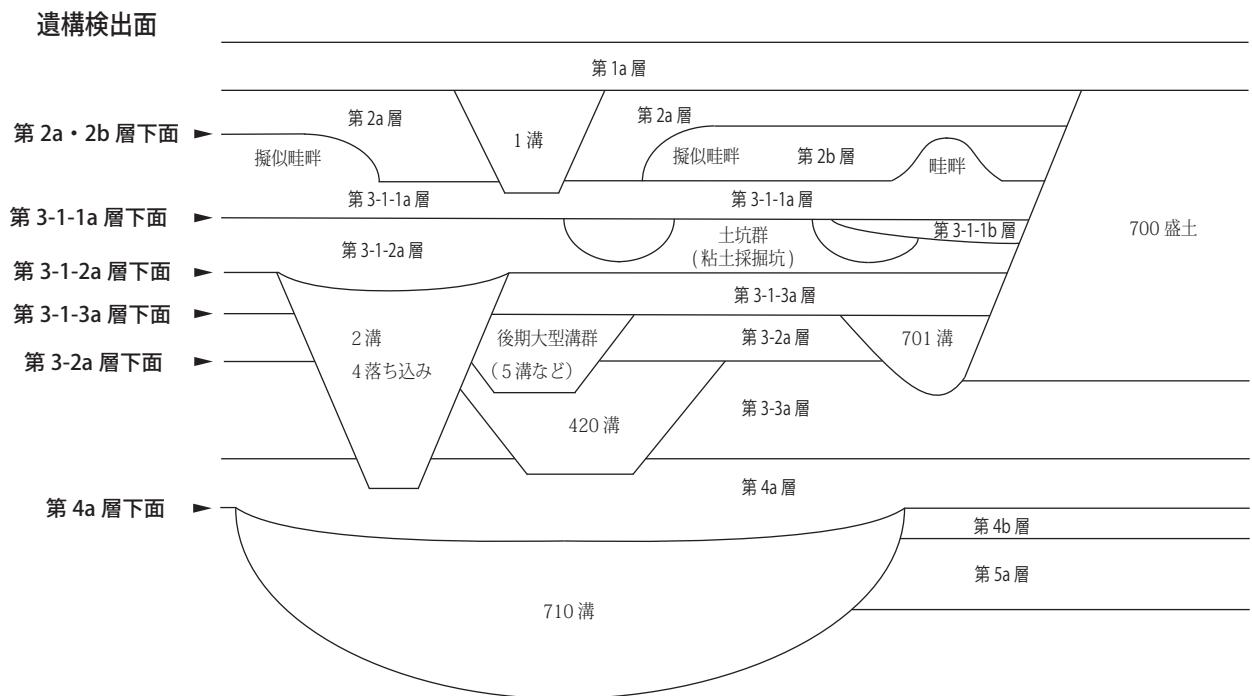 遺構検出面
第 1a 層
第 2a・2b 層下面
第 2a 層
1 溝
第 2a 層
擬似畦畔
擬似畦畔
第 2b 層
畦畔
第 3-1-1a 層
第 3-1-1a 層
第 3-1-1a 層下面
700 盛土
第 3-1-1b 層
土坑群
(粘土採掘坑)
第 3-1-2a 層
第 3-1-2a 層下面
第 3-1-3a 層
第 3-1-3a 層下面
2 溝
4 落ち込み
後期大型溝群
（5 溝など）
第 3-2a 層
701 溝
第 3-2a 層下面
第 3-3a 層
420 溝
第 4a 層
第 4a 層下面
第 4b 層
第 5a 層
710 溝